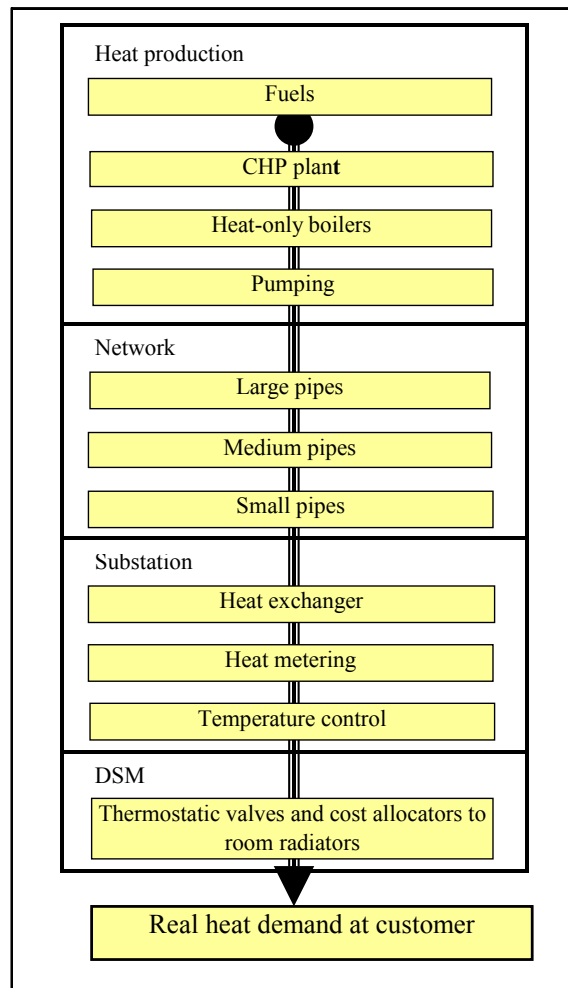 Heat production
Fuels
CHP plant
Heat-only boilers
Pumping
Network
Large pipes
Medium pipes
Small pipes
Substation
Heat exchanger
Heat metering
Temperature control
DSM
Thermostatic valves and cost allocators to
room radiators
Real heat demand at customer